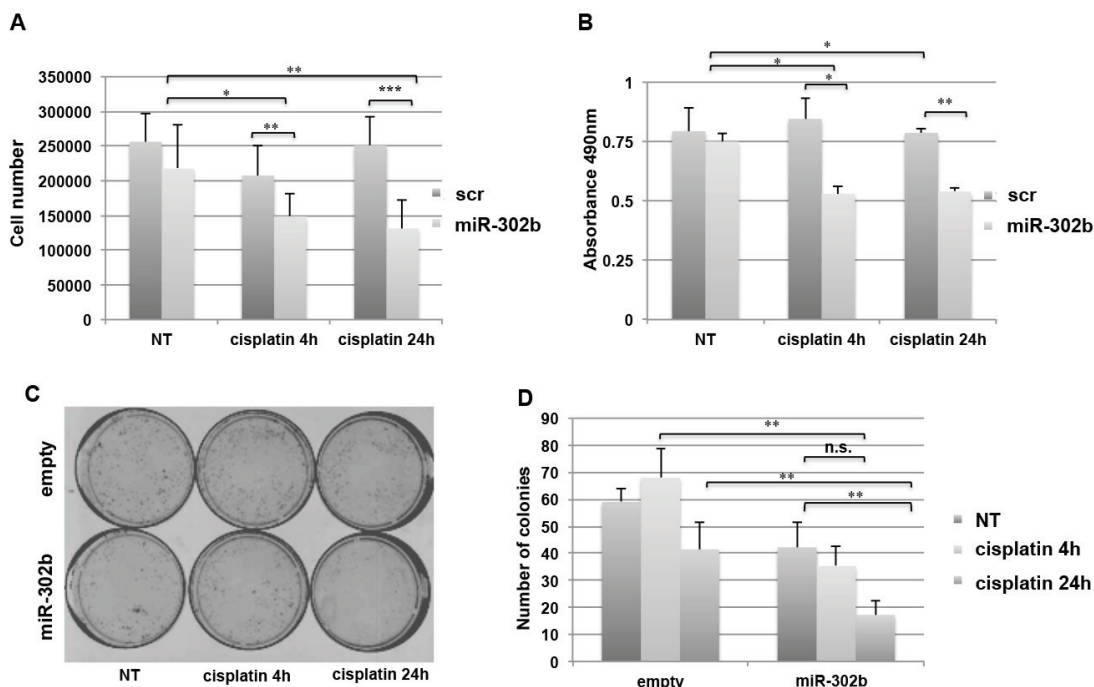 A
350000
300000
250000
200000
150000
100000
50000
0
Cell number
**
*
**
***
NT
cisplatin 4h
cisplatin 24h
scr
miR-302b
B
1
0.75
0.5
0.25
0
Absorbance 490nm
*
*
*
**
NT
cisplatin 4h
cisplatin 24h
scr
miR-302b
C
empty
miR-302b
NT
cisplatin 4h
cisplatin 24h
D
90
80
70
60
50
40
30
20
10
0
Number of colonies
**
n.s.
**
**
empty
miR-302b
NT
cisplatin 4h
cisplatin 24h